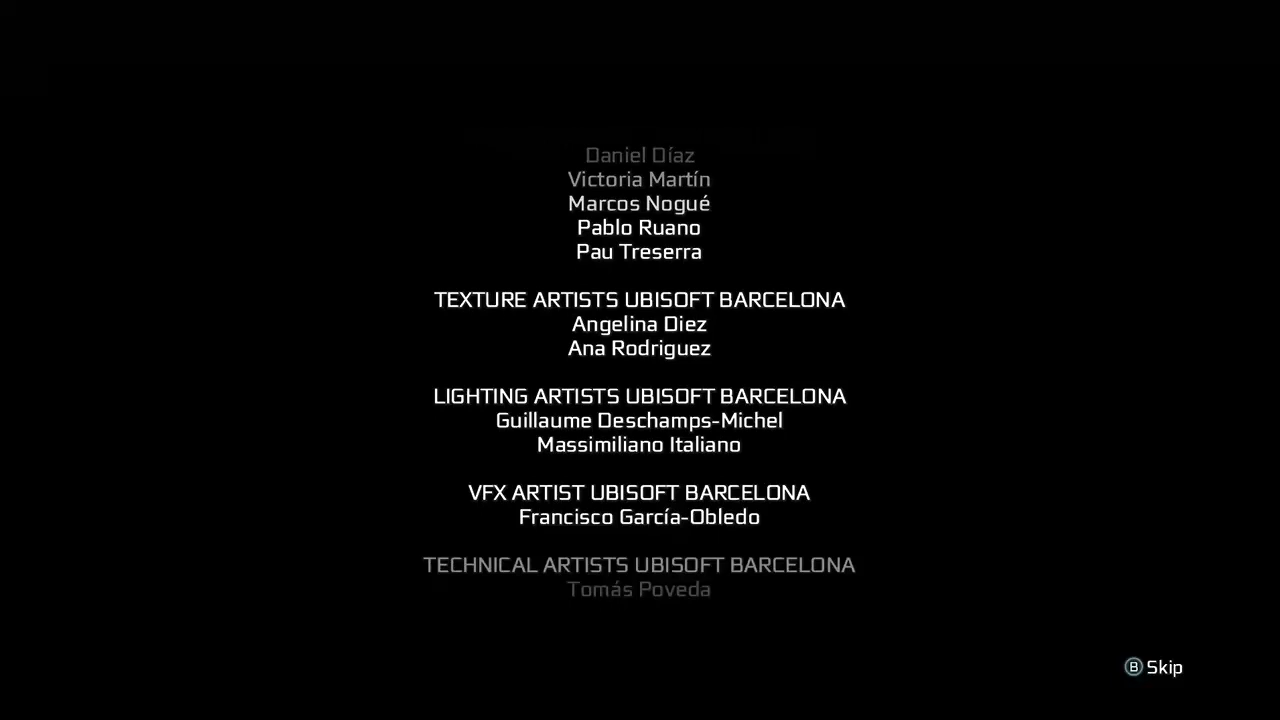 Daniel Díaz
Victoria Martín
Marcos Nogué
Pablo Ruano
Pau Treserra
TEXTURE ARTISTS UBISOFT BARCELONA
Angelina Diez
Ana Rodriguez
LIGHTING ARTISTS UBISOFT BARCELONA
Guillaume Deschamps-Michel
Massimiliano Italiano
VFX ARTIST UBISOFT BARCELONA
Francisco García-Obledo
TECHNICAL ARTISTS UBISOFT BARCELONA
Tomás Poveda
B Skip